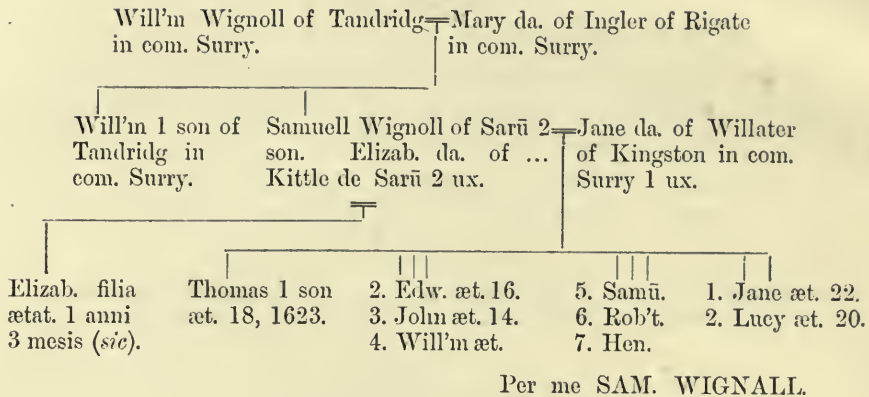 Will'm Wignoll of Tandridg=Mary da. of Ingler of Rigate
in com. Surry. in com. Surry.
Will'm 1 son of
Tandridg in
com. Surry.
Samuell Wignoll of Sarū 2=Jane da. of Willater
son. Elizab. da. of ... of Kingston in com.
Kittle de Sarū 2 ux. Surry 1 ux.
Elizab. filia
ætat. 1 anni
3 mesis (sic).
Thomas 1 son
æt. 18, 1623.
2. Edw. æt. 16.
3. John æt. 14.
4. Will'm æt.
5. Samū.
6. Rob't.
7. Hen.
1. Jane æt. 22.
2. Lucy æt. 20.
Per me SAM. WIGNALL.